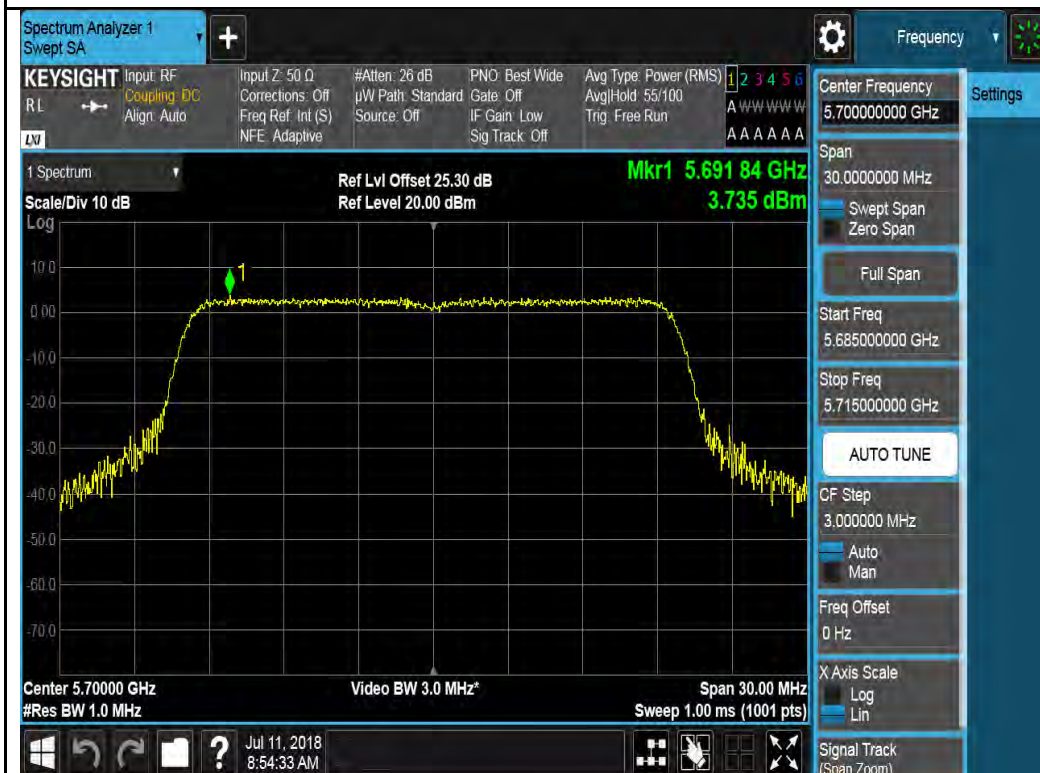 Spectrum Analyzer 1
Swept SA
+
Frequency
KEYSIGHT
RL
LXI
Input: RF
Coupling: DC
Align: Auto
Input Z: 50 Ω
Corrections: Off
Freq Ref: Int (S)
NFE: Adaptive
#Atten: 26 dB
µW Path: Standard
Source: Off
PNO: Best Wide
Gate: Off
IF Gain: Low
Sig Track: Off
Avg Type: Power (RMS)
Avg|Hold: 55/100
Trig: Free Run
1 2 3 4 5 6
A W W W W W
A A A A A A
1 Spectrum
Scale/Div 10 dB
Ref Lvl Offset 25.30 dB
Ref Level 20.00 dBm
Mkr1 5.691 84 GHz
3.735 dBm
Log
10.0
0.00
-10.0
-20.0
-30.0
-40.0
-50.0
-60.0
-70.0
1
Center 5.70000 GHz
#Res BW 1.0 MHz
Video BW 3.0 MHz*
Span 30.00 MHz
Sweep 1.00 ms (1001 pts)
?
Jul 11, 2018
8:54:33 AM
Center Frequency
5.700000000 GHz
Span
30.0000000 MHz
Swept Span
Zero Span
Full Span
Start Freq
5.685000000 GHz
Stop Freq
5.715000000 GHz
AUTO TUNE
CF Step
3.000000 MHz
Auto
Man
Freq Offset
0 Hz
X Axis Scale
Log
Lin
Signal Track
(Span Zoom)
Settings